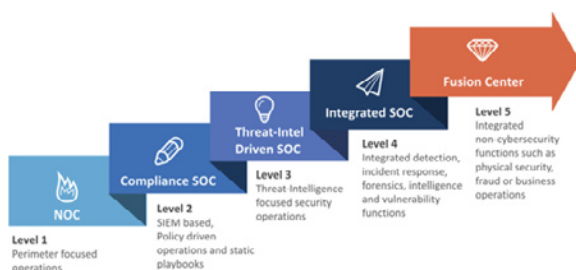 NOC
Level 1
Perimeter focused
operations
Compliance SOC
Level 2
SIEM based,
Policy driven
operations and static
playbooks
Threat-Intel
Driven SOC
Level 3
Threat-Intelligence
focused security
operations
Integrated SOC
Level 4
Integrated detection,
incident response,
forensics, intelligence
and vulnerability
functions
Fusion Center
Level 5
Integrated
non-cybersecurity
functions such as
physical security,
fraud or business
operations